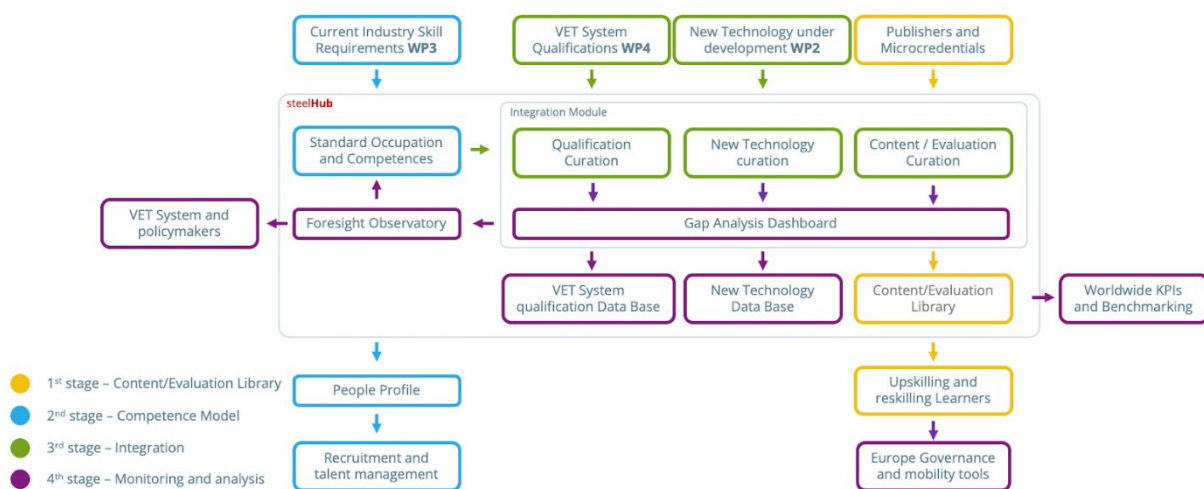 Current Industry Skill
Requirements WP3
VET System
Qualifications WP4
New Technology under
development WP2
Publishers and
Microcredentials
steelHub
Integration Module
Standard Occupation
and Competences
Qualification
Curation
New Technology
curation
Content / Evaluation
Curation
VET System and
policymakers
Foresight Observatory
Gap Analysis Dashboard
VET System
qualification Data Base
New Technology
Data Base
Content/Evaluation
Library
Worldwide KPIs
and Benchmarking
1st stage – Content/Evaluation Library
2nd stage – Competence Model
3rd stage – Integration
4th stage – Monitoring and analysis
People Profile
Recruitment and
talent management
Upskilling and
reskilling Learners
Europe Governance
and mobility tools